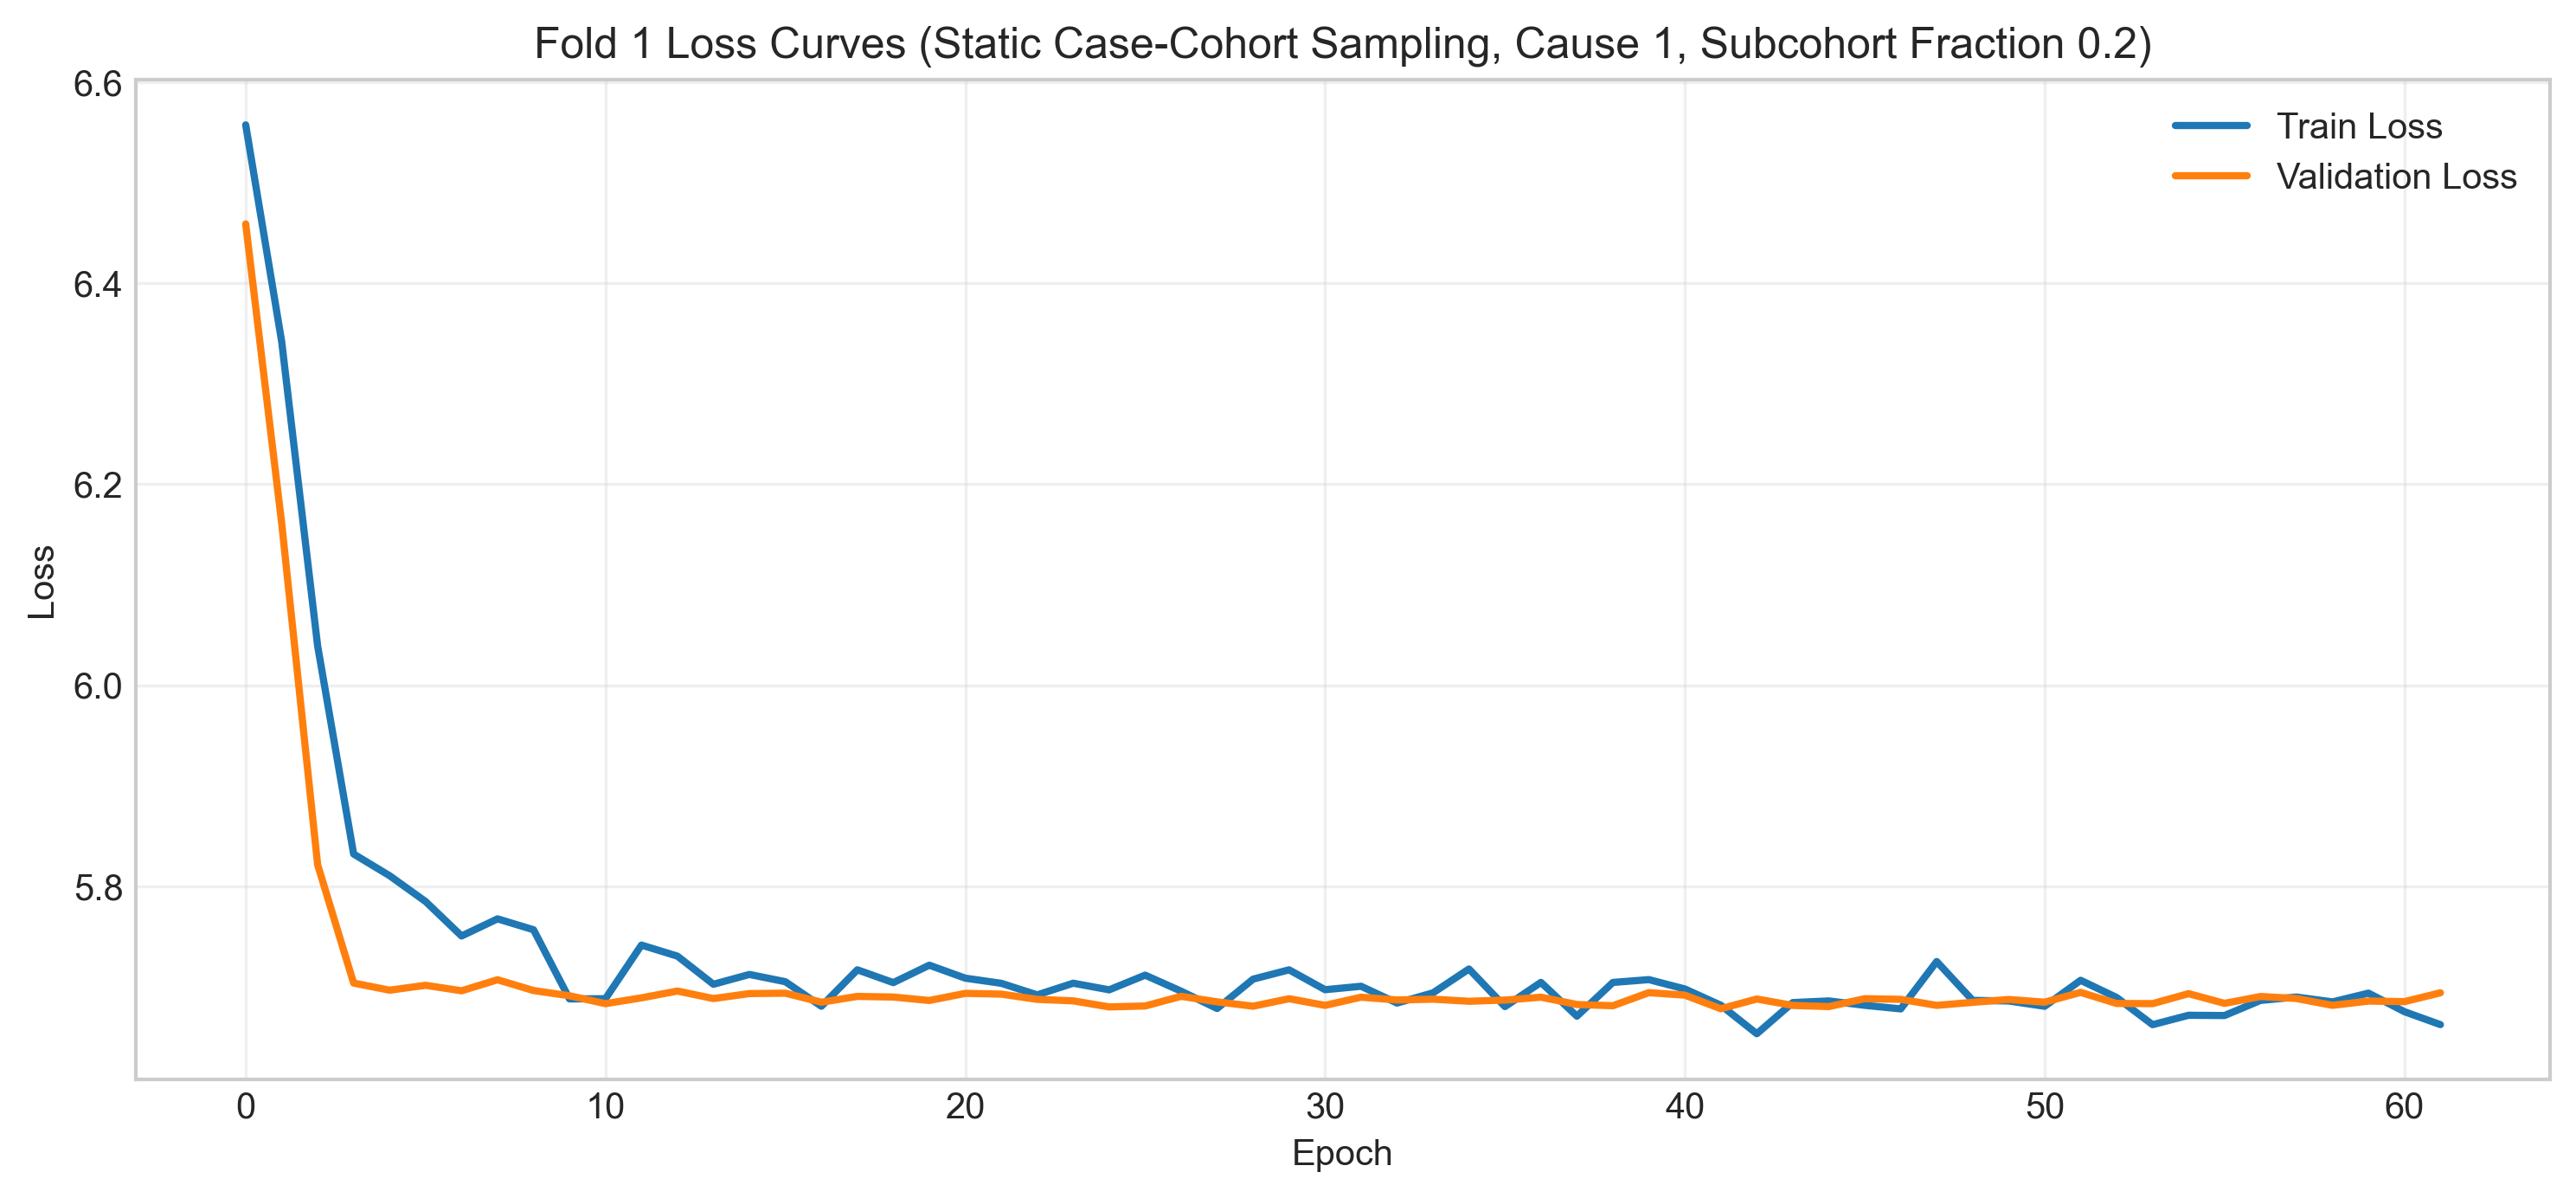 Fold 1 Loss Curves (Static Case-Cohort Sampling, Cause 1, Subcohort Fraction 0.2)
Train Loss
Validation Loss
Loss
6.6
6.4
6.2
6.0
5.8
0 10 20 30 40 50 60
Epoch